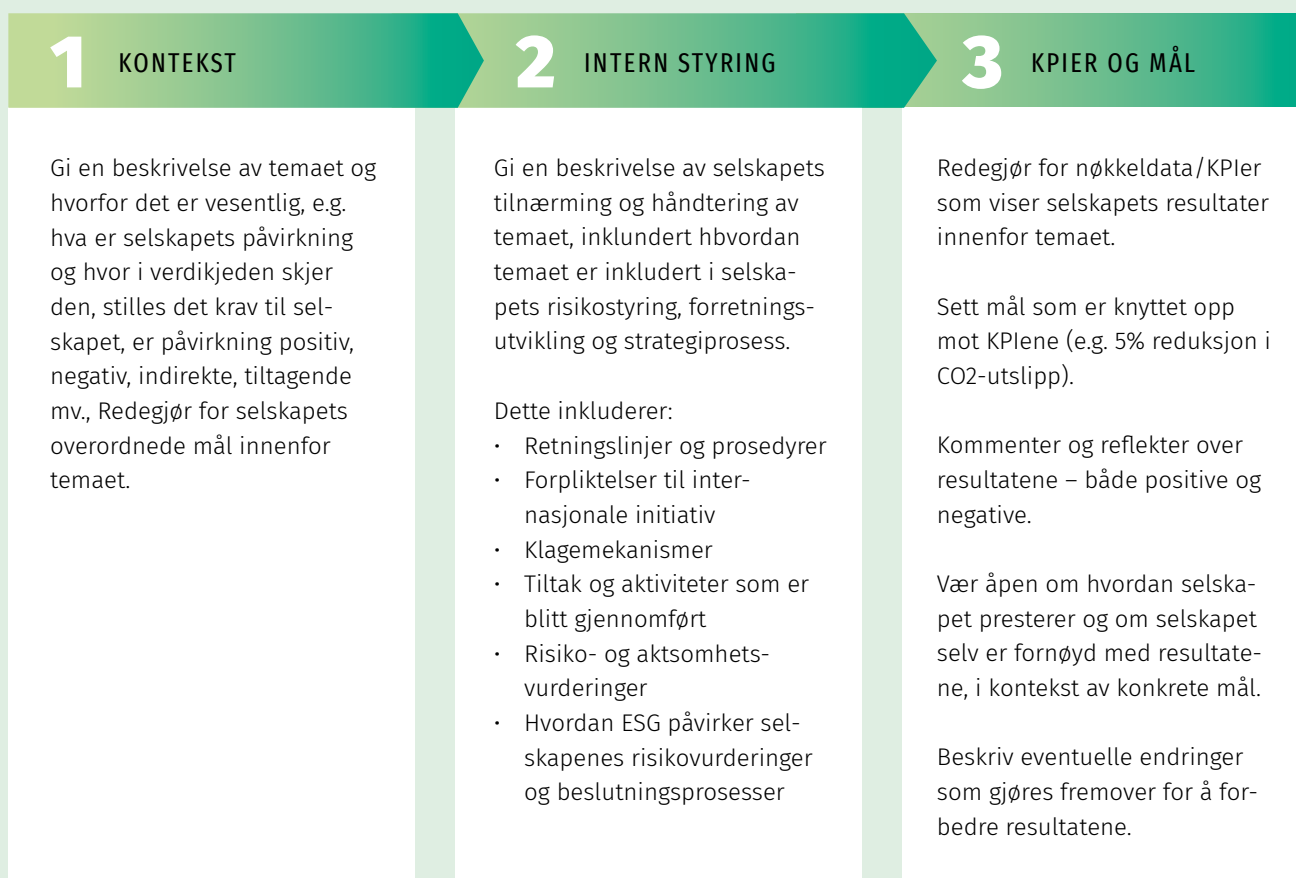 1 KONTEKST
Gi en beskrivelse av temaet og
hvorfor det er vesentlig, e.g.
hva er selskapets påvirkning
og hvor i verdikjeden skjer
den, stilles det krav til sel-
skapet, er påvirkning positiv,
negativ, indirekte, tiltagende
mv., Redegjør for selskapets
overordnede mål innenfor
temaet.
2 INTERN STYRING
Gi en beskrivelse av selskapets
tilnærming og håndtering av
temaet, inklundert hbvordan
temaet er inkludert i selska-
pets risikostyring, forretnings-
utvikling og strategiprosess.
Dette inkluderer:
· Retningslinjer og prosedyrer
· Forpliktelser til inter-
nasjonale initiativ
· Klagemekanismer
· Tiltak og aktiviteter som er
blitt gjennomført
· Risiko- og aktsomhets-
vurderinger
· Hvordan ESG påvirker sel-
skapenes risikovurderinger
og beslutningsprosesser
3 KPIER OG MÅL
Redegjør for nøkkeldata/KPIer
som viser selskapets resultater
innenfor temaet.
Sett mål som er knyttet opp
mot KPIene (e.g. 5% reduksjon i
CO2-utslipp).
Kommenter og reflekter over
resultatene – både positive og
negative.
Vær åpen om hvordan selska-
pet presterer og om selskapet
selv er fornøyd med resultate-
ne, i kontekst av konkrete mål.
Beskriv eventuelle endringer
som gjøres fremover for å for-
bedre resultatene.